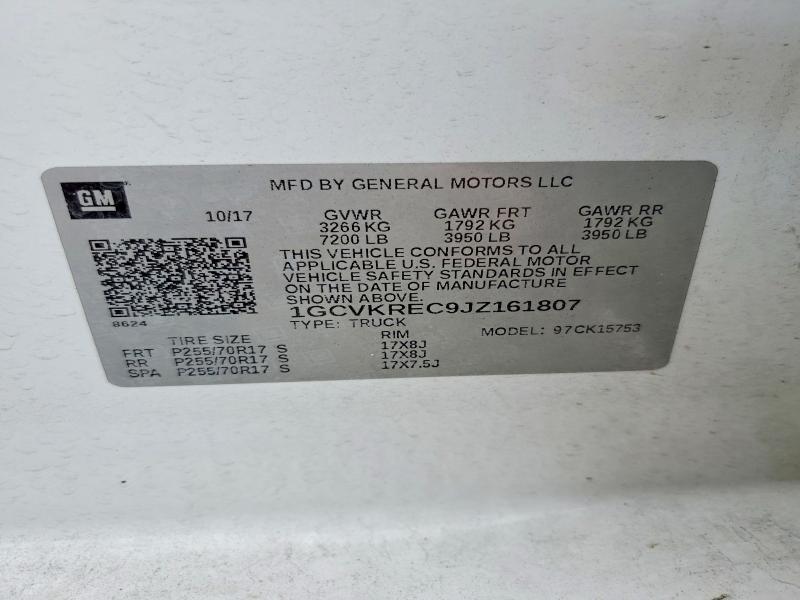 GM
MFD BY GENERAL MOTORS LLC
10/17 GVWR GAWR FRT GAWR RR
3266 KG 1792 KG 1792 KG
7200 LB 3950 LB 3950 LB
THIS VEHICLE CONFORMS TO ALL
APPLICABLE U.S. FEDERAL MOTOR
VEHICLE SAFETY STANDARDS IN EFFECT
ON THE DATE OF MANUFACTURE
SHOWN ABOVE.
1GCVKREC9JZ161807
8624 TYPE: TRUCK MODEL: 97CK15753
TIRE SIZE RIM
FRT P255/70R17 S 17X8J
RR P255/70R17 S 17X8J
SPA P255/70R17 S 17X7.5J